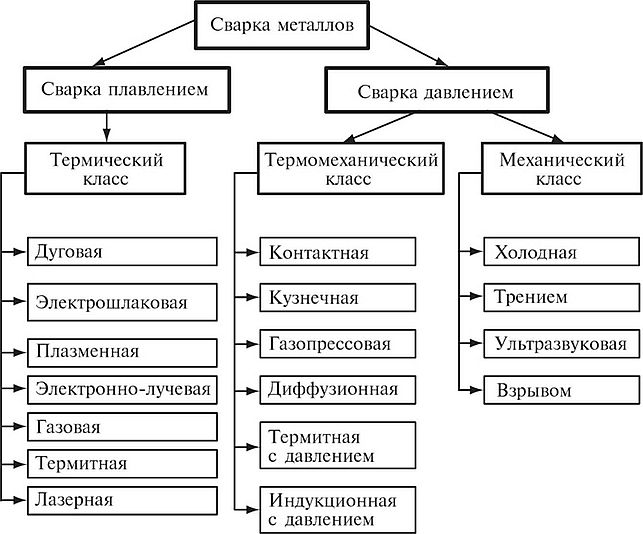 Сварка металлов
Сварка плавлением
Сварка давлением
Термический
класс
Термомеханический
класс
Механический
класс
Дуговая
Электрошлаковая
Плазменная
Электронно-лучевая
Газовая
Термитная
Лазерная
Контактная
Кузнечная
Газопрессовая
Диффузионная
Термитная
с давлением
Индукционная
с давлением
Холодная
Трением
Ультразвуковая
Взрывом